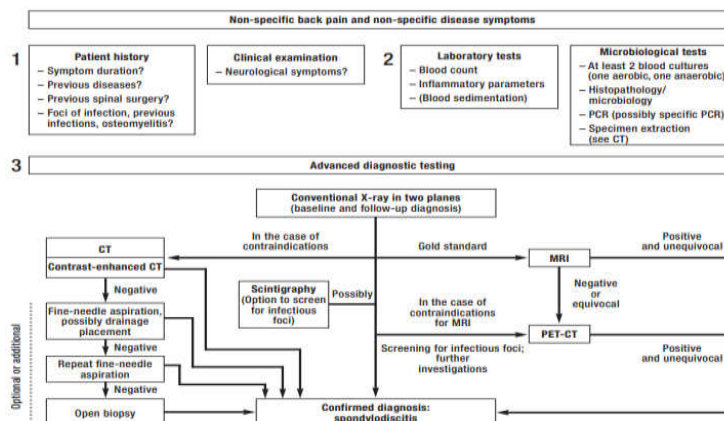 Non-specific back pain and non-specific disease symptoms
1
Patient history
– Symptom duration?
– Previous diseases?
– Previous spinal surgery?
– Foci of infection, previous
infections, osteomyelitis?
Clinical examination
– Neurological symptoms?
2
Laboratory tests
– Blood count
– Inflammatory parameters
– (Blood sedimentation)
Microbiological tests
– At least 2 blood cultures
(one aerobic, one anaerobic)
– Histopathology/
microbiology
– PCR (possibly specific PCR)
– Specimen extraction
(see CT)
3
Advanced diagnostic testing
Conventional X-ray in two planes
(baseline and follow-up diagnosis)
In the case of
contraindications
Gold standard
Positive
and unequivocal
CT
Contrast-enhanced CT
MRI
Negative
Scintigraphy
(Option to screen
for infectious
foci)
Possibly
Negative
or
equivocal
Optional or additional
Fine-needle aspiration,
possibly drainage
placement
In the case of
contraindications
for MRI
PET-CT
Negative
Screening for infectious foci;
further
investigations
Positive
and unequivocal
Repeat fine-needle
aspiration
Negative
Open biopsy
Confirmed diagnosis:
spondylodiscitis